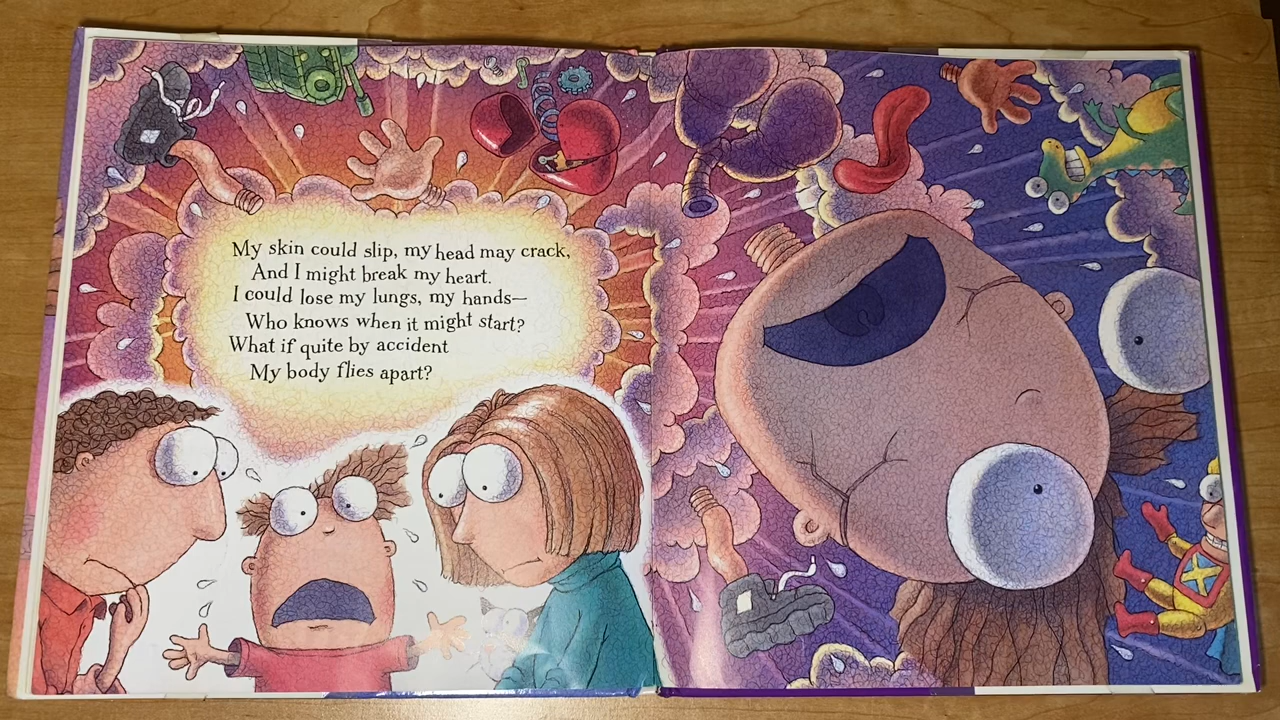 My skin could slip, my head may crack,
And I might break my heart.
I could lose my lungs, my hands—
Who knows when it might start?
What if quite by accident
My body flies apart?